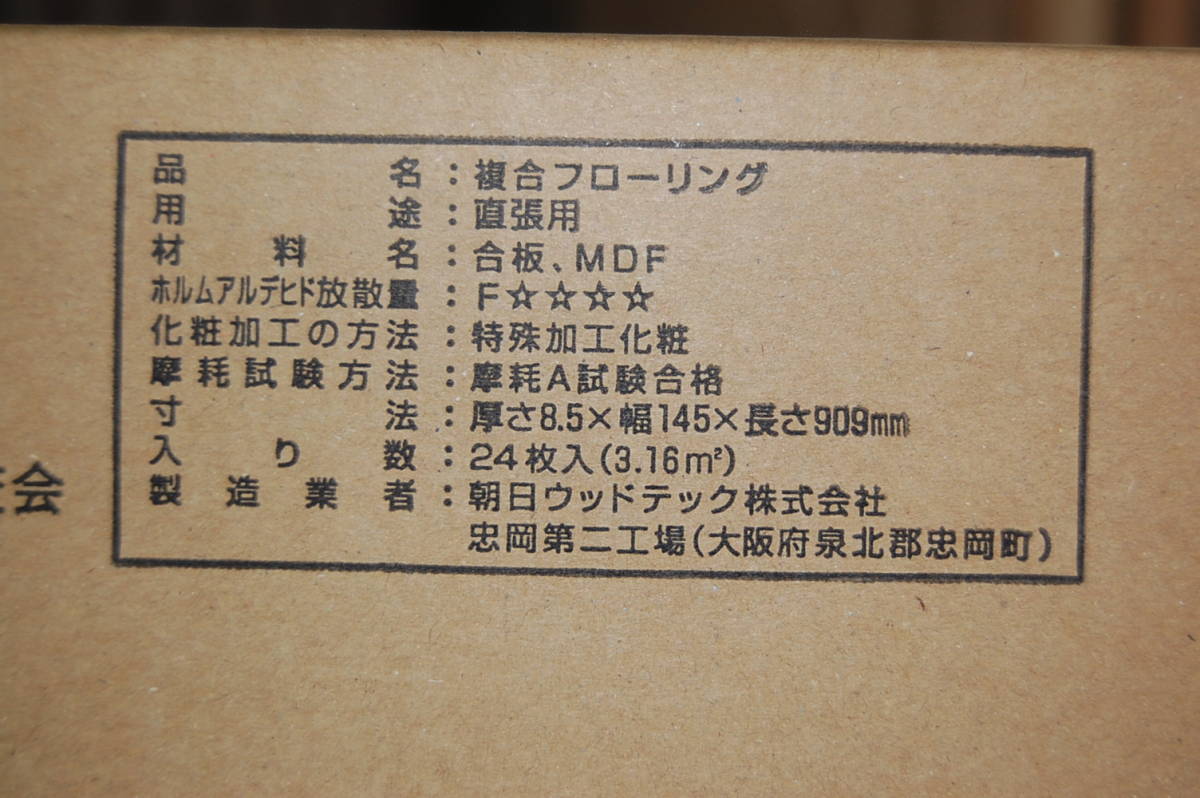 品名：複合フローリング
用途：直張用
材料名：合板、MDF
ホルムアルデヒド放散量：F☆☆☆☆
化粧加工の方法：特殊加工化粧
摩耗試験方法：摩耗A試験合格
寸法：厚さ8.5×幅145×長さ909mm
入り数：24枚入(3.16m²)
製造業者：朝日ウッドテック株式会社
忠岡第二工場(大阪府泉北郡忠岡町)
会